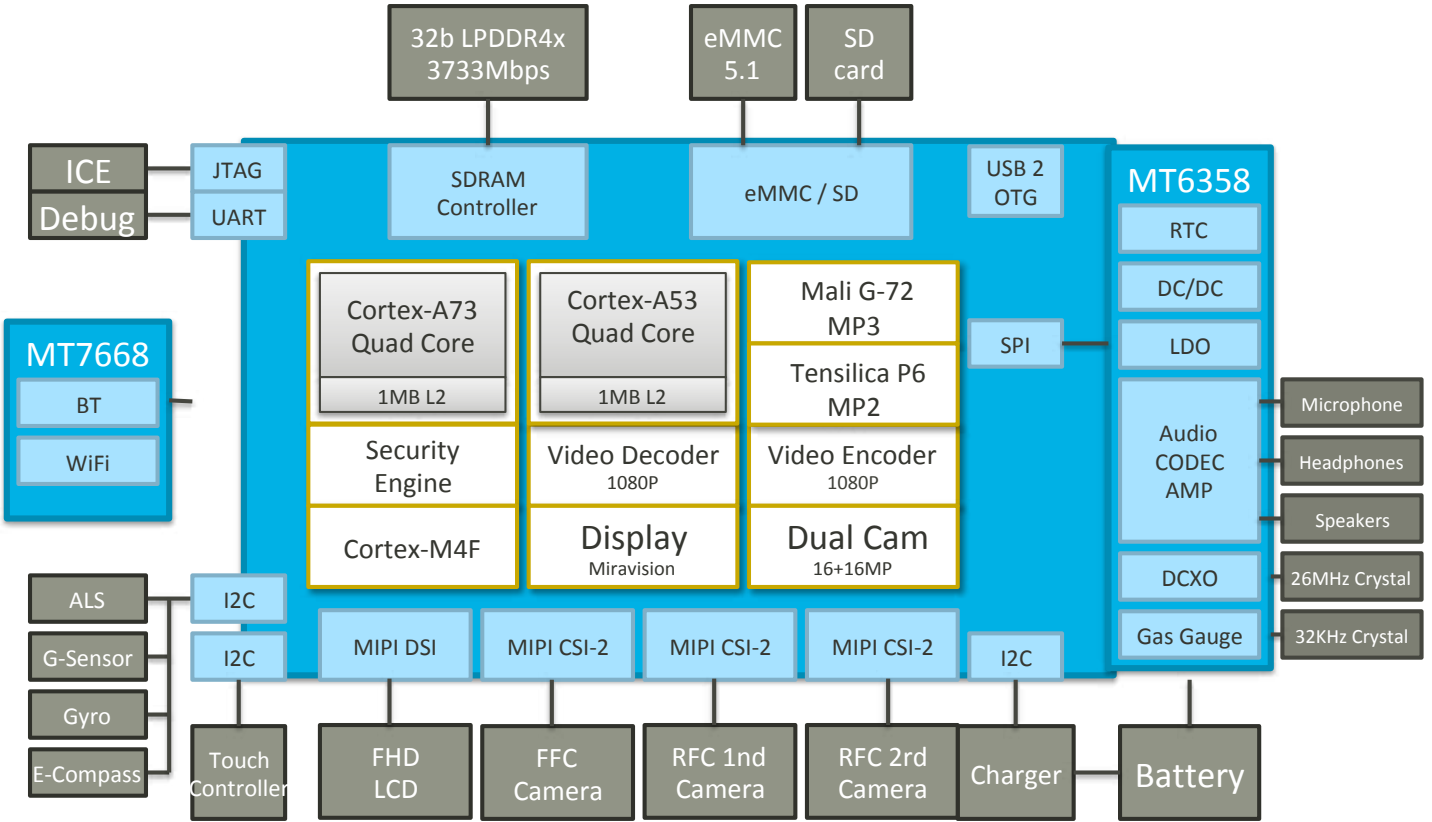 32b LPDDR4x
3733Mbps
eMMC
5.1
SD
card
ICE
Debug
JTAG
UART
SDRAM
Controller
eMMC / SD
USB 2
OTG
MT6358
RTC
DC/DC
LDO
Audio
CODEC
AMP
DCXO
Gas Gauge
Cortex-A73
Quad Core
1MB L2
Cortex-A53
Quad Core
1MB L2
Mali G-72
MP3
Tensilica P6
MP2
SPI
MT7668
BT
WiFi
Security
Engine
Video Decoder
1080P
Video Encoder
1080P
Cortex-M4F
Display
Miravision
Dual Cam
16+16MP
Microphone
Headphones
Speakers
26MHz Crystal
32KHz Crystal
ALS
G-Sensor
Gyro
E-Compass
I2C
I2C
MIPI DSI
MIPI CSI-2
MIPI CSI-2
MIPI CSI-2
I2C
Touch
Controller
FHD
LCD
FFC
Camera
RFC 1nd
Camera
RFC 2rd
Camera
Charger
Battery